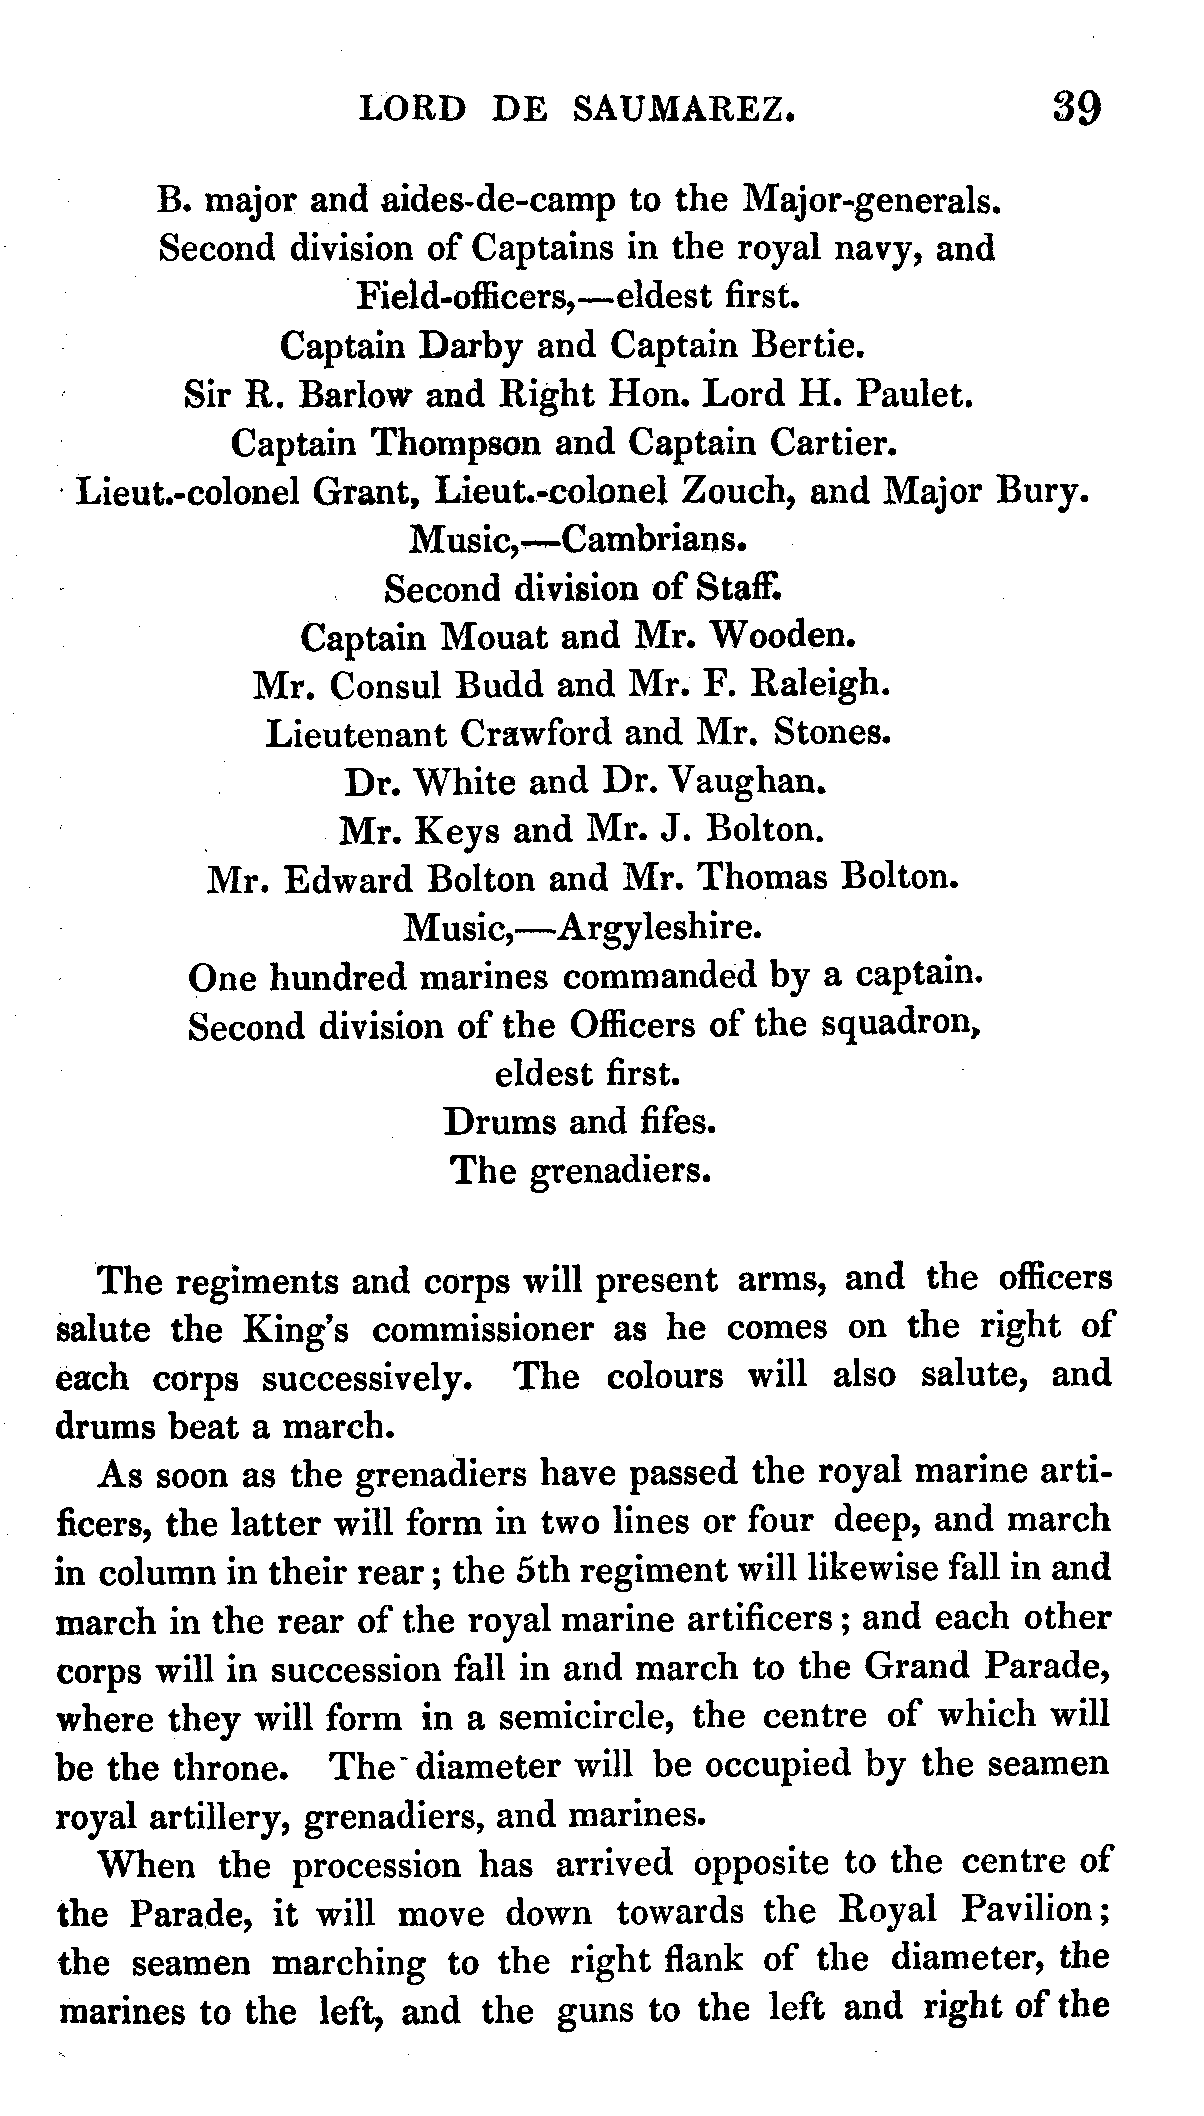 LORD DE SAUMAREZ. 39
B. major and aides-de-camp to the Major-generals.
Second division of Captains in the royal navy, and
Field-officers,—eldest first.
Captain Darby and Captain Bertie.
Sir R. Barlow and Right Hon. Lord H. Paulet.
Captain Thompson and Captain Cartier.
Lieut.-colonel Grant, Lieut.-colonel Zouch, and Major Bury.
Music,—Cambrians.
Second division of Staff.
Captain Mouat and Mr. Wooden.
Mr. Consul Budd and Mr. F. Raleigh.
Lieutenant Crawford and Mr. Stones.
Dr. White and Dr. Vaughan.
Mr. Keys and Mr. J. Bolton.
Mr. Edward Bolton and Mr. Thomas Bolton.
Music,—Argyleshire.
One hundred marines commanded by a captain.
Second division of the Officers of the squadron,
eldest first.
Drums and fifes.
The grenadiers.
The regiments and corps will present arms, and the officers
salute the King's commissioner as he comes on the right of
each corps successively. The colours will also salute, and
drums beat a march.
As soon as the grenadiers have passed the royal marine arti-
ficers, the latter will form in two lines or four deep, and march
in column in their rear; the 5th regiment will likewise fall in and
march in the rear of the royal marine artificers; and each other
corps will in succession fall in and march to the Grand Parade,
where they will form in a semicircle, the centre of which will
be the throne. The diameter will be occupied by the seamen
royal artillery, grenadiers, and marines.
When the procession has arrived opposite to the centre of
the Parade, it will move down towards the Royal Pavilion;
the seamen marching to the right flank of the diameter, the
marines to the left, and the guns to the left and right of the